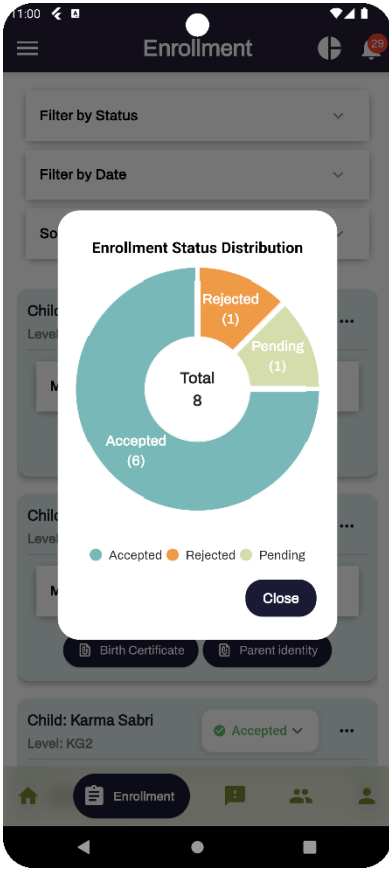 11:00
Enrollment
29
Filter by Status
Filter by Date
So
Enrollment Status Distribution
Rejected
(1)
Pending
(1)
Total
8
Accepted
(6)
Accepted Rejected Pending
Close
Child
Level:
M
Child
Level:
M
Birth Certificate Parent identity
Child: Karma Sabri
Accepted
Level: KG2
Enrollment